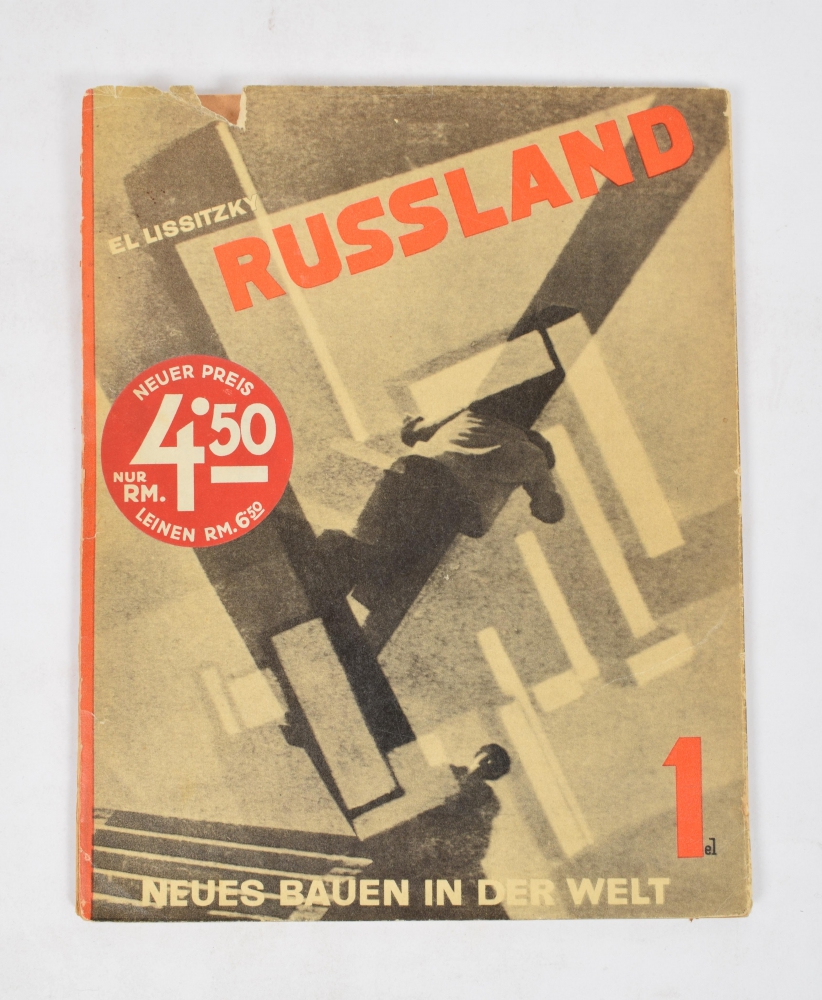 EL LISSITZKY
RUSSLAND
NEUER PREIS
4.50
NUR
RM.
LEINEN RM. 6.50
1
el
NEUES BAUEN IN DER WELT